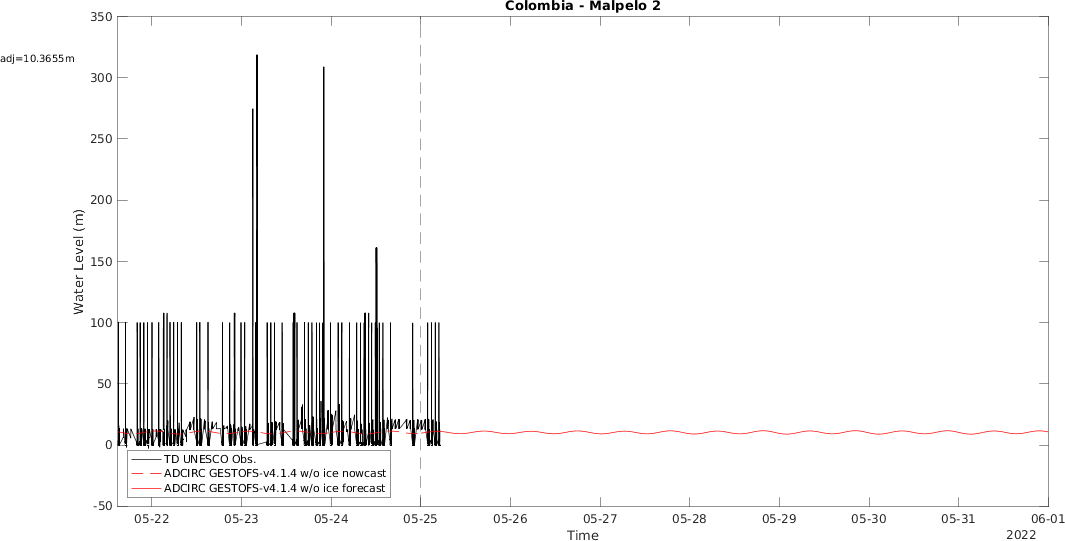 Colombia - Malpelo 2
adj=10.3655m
Water Level (m)
350
300
250
200
150
100
50
0
-50
TD UNESCO Obs.
ADCIRC GESTOFS-v4.1.4 w/o ice nowcast
ADCIRC GESTOFS-v4.1.4 w/o ice forecast
05-22 05-23 05-24 05-25 05-26 05-27 05-28 05-29 05-30 05-31 06-01
Time
2022